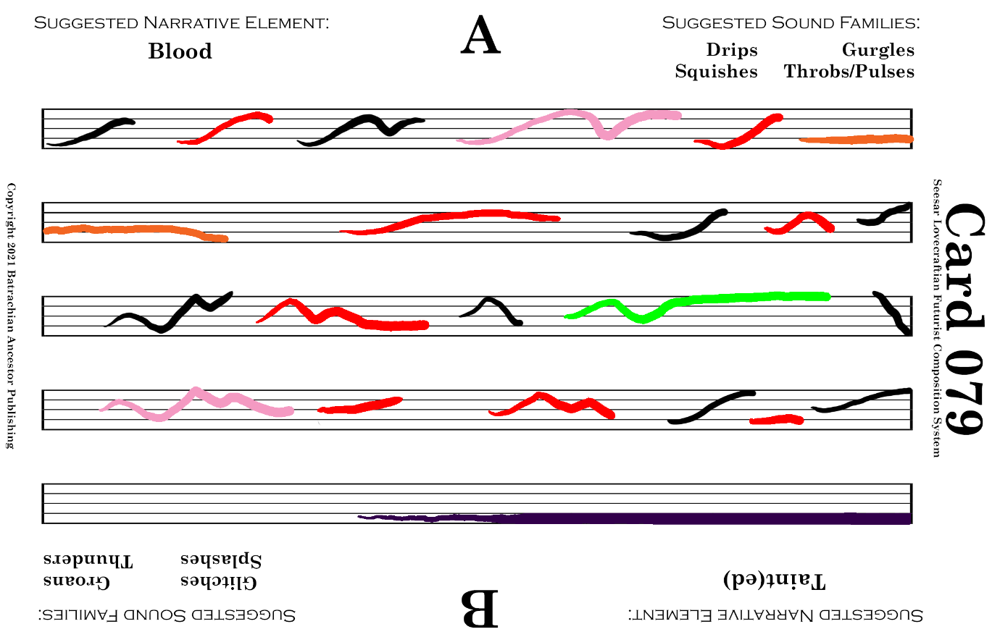 Suggested Narrative Element:
Blood
A
Suggested Sound Families:
Drips Gurgles
Squishes Throbs/Pulses
Copyright 2021 Batrachian Ancestor Publishing
Card 079
Seesar Lovecraftian Futurist Composition System
B
Suggested Narrative Element:
Taint(ed)
Suggested Sound Families:
Glitches Groans
Splashes Thunders